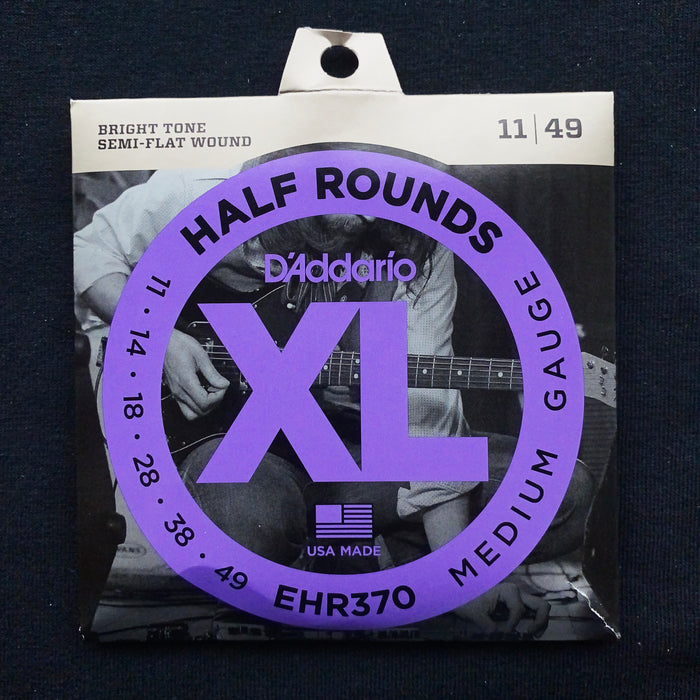 BRIGHT TONE
SEMI-FLAT WOUND
11 | 49
HALF ROUNDS
D'Addario
XL
11 · 14 · 18 · 28 · 38 · 49
MEDIUM GAUGE
USA MADE
EHR370